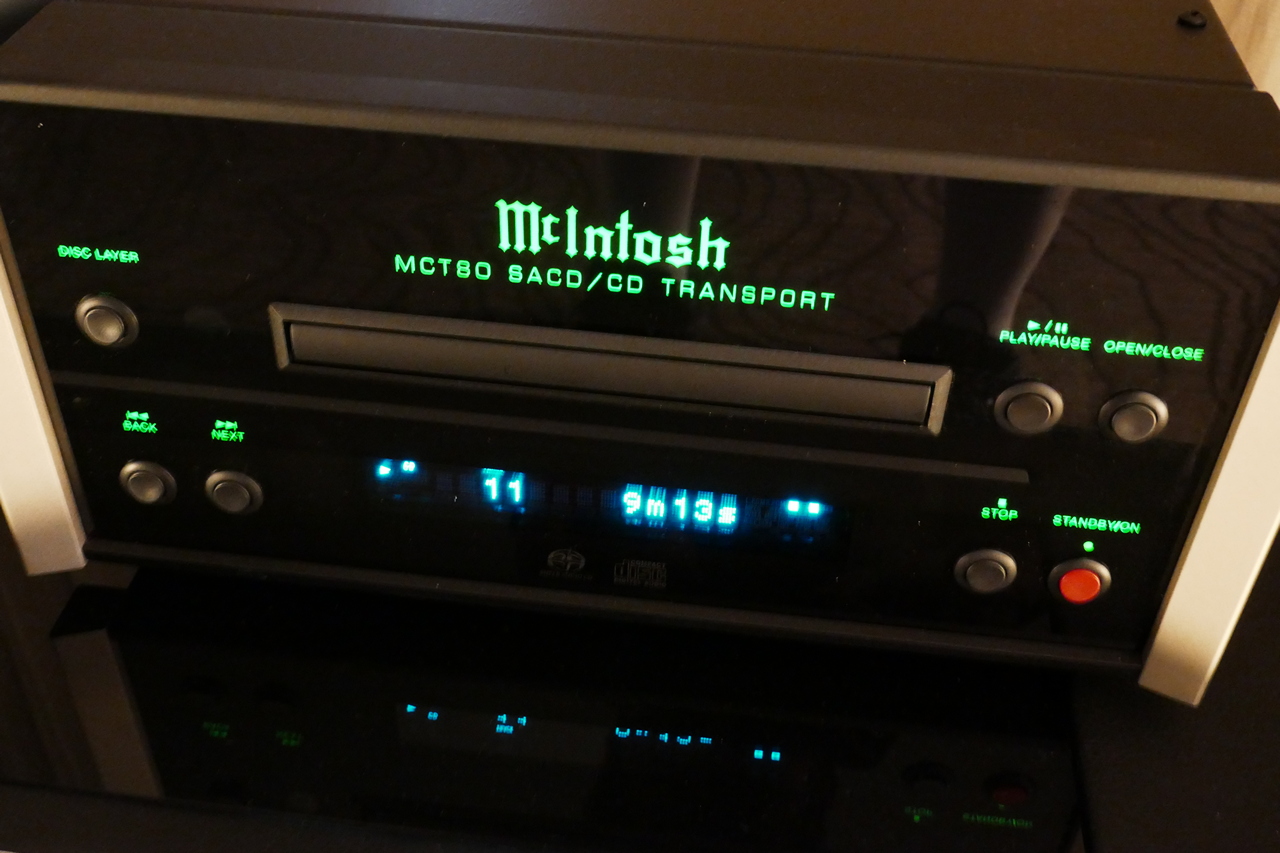 McIntosh
MCT80 SACD/CD TRANSPORT
DISC LAYER
PLAY/PAUSE
OPEN/CLOSE
BACK
NEXT
11
9m13s
STOP
STANDBY/ON